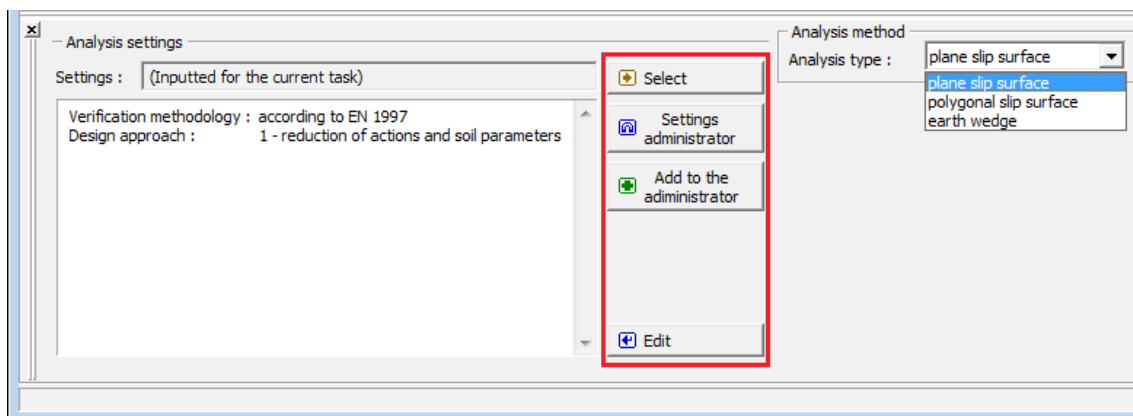 Analysis settings
Settings : (Inputted for the current task)
Verification methodology : according to EN 1997
Design approach : 1 - reduction of actions and soil parameters
Select
Settings
administrator
Add to the
adiministrator
Edit
Analysis method
Analysis type : plane slip surface
plane slip surface
polygonal slip surface
earth wedge